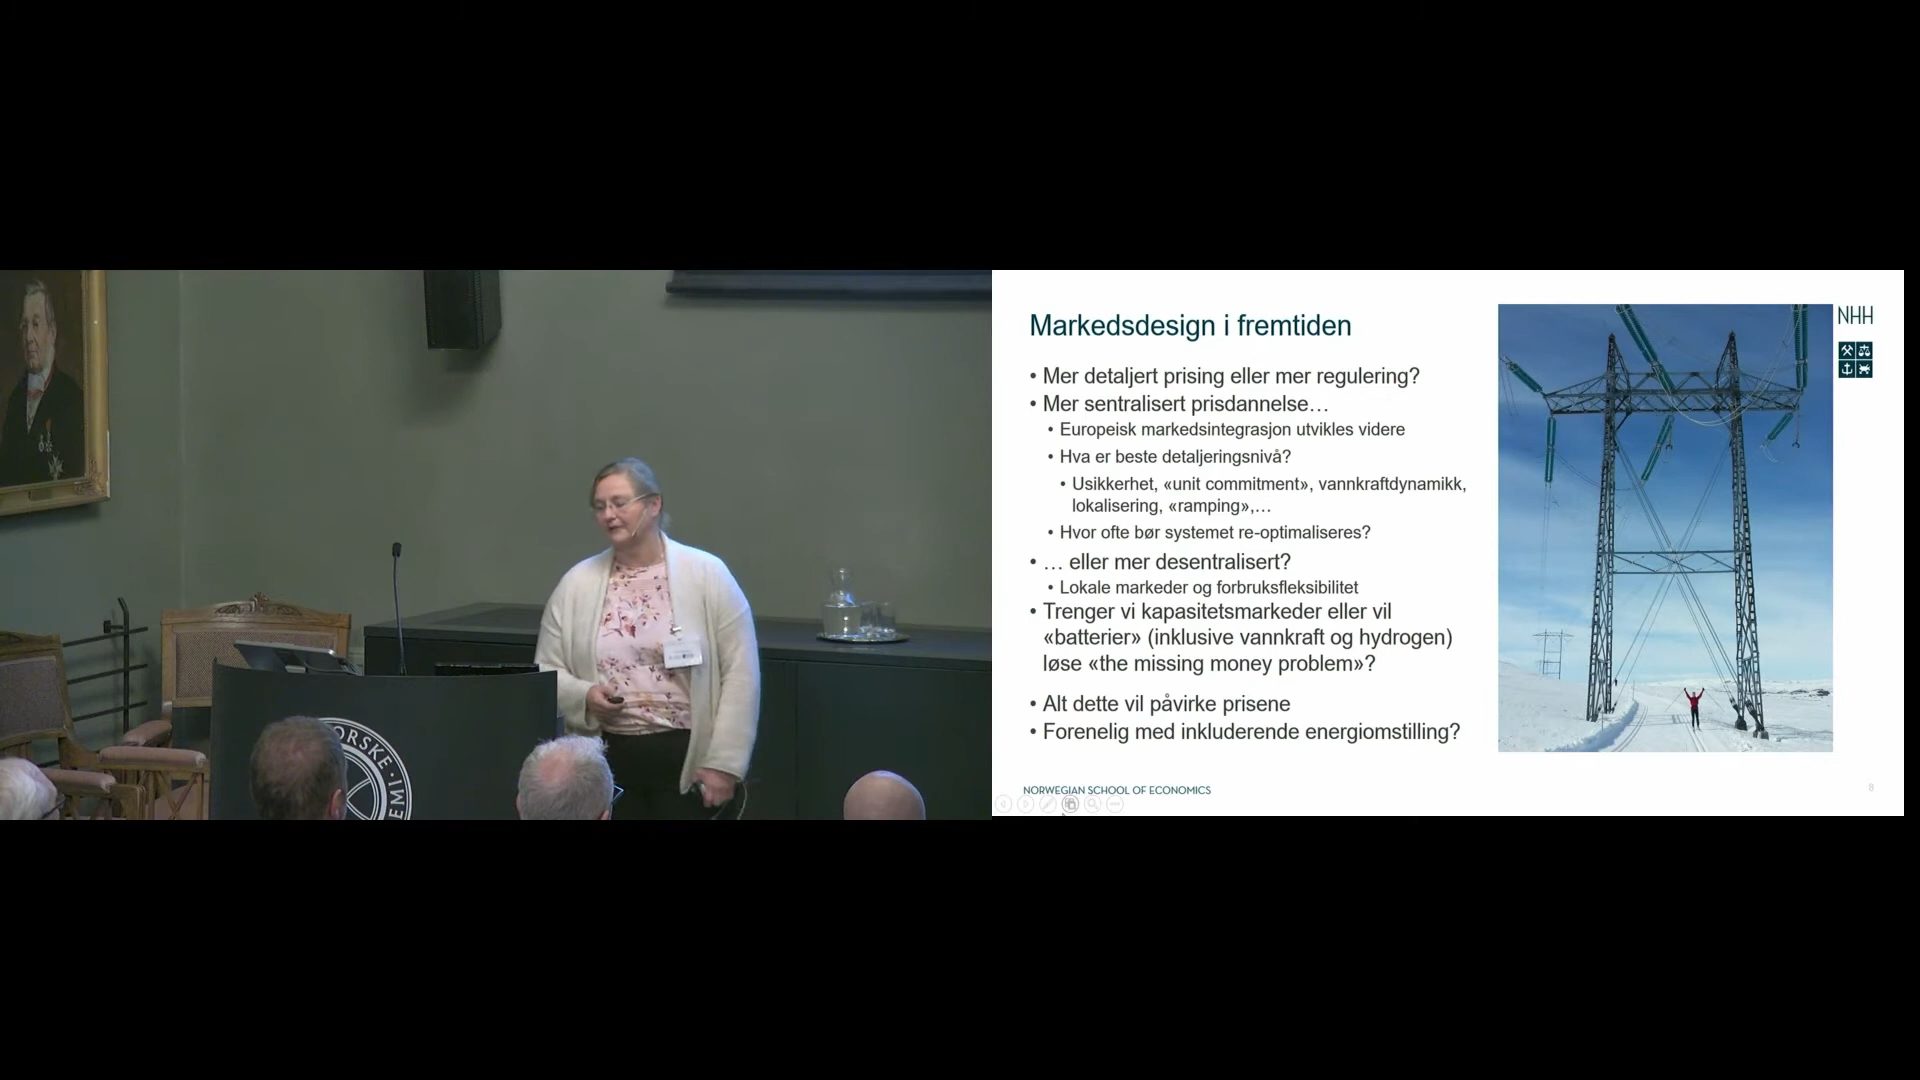 Markedsdesign i fremtiden
NHH
• Mer detaljert prising eller mer regulering?
• Mer sentralisert prisdannelse…
• Europeisk markedsintegrasjon utvikles videre
• Hva er beste detaljeringsnivå?
• Usikkerhet, «unit commitment», vannkraftdynamikk,
lokalisering, «ramping»,…
• Hvor ofte bør systemet re-optimaliseres?
• … eller mer desentralisert?
• Lokale markeder og forbruksfleksibilitet
• Trenger vi kapasitetsmarkeder eller vil
«batterier» (inklusive vannkraft og hydrogen)
løse «the missing money problem»?
• Alt dette vil påvirke prisene
• Forenelig med inkluderende energiomstilling?
NORWEGIAN SCHOOL OF ECONOMICS
8